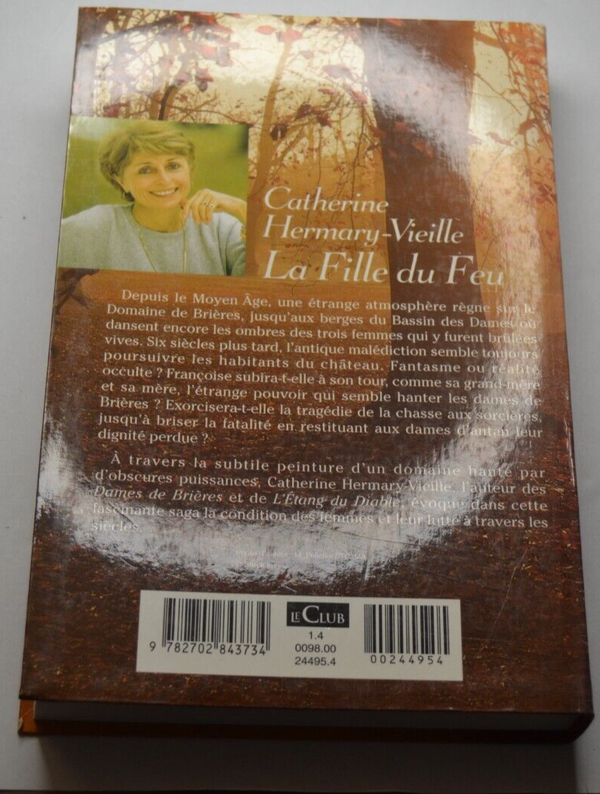 Catherine
Hermary-Vieille
La Fille du Feu
Depuis le Moyen Âge, une étrange atmosphère règne sur le
Domaine de Brières, jusqu'aux berges du Bassin des Dames où
dansent encore les ombres des trois femmes qui y furent brûlées
vives. Six siècles plus tard, l'antique malédiction semble toujours
poursuivre les habitants du château. Fantasme ou réalité
occulte ? Françoise subira-t-elle à son tour, comme sa grand-mère
et sa mère, l'étrange pouvoir qui semble hanter les dames de
Brières ? Exorcisera-t-elle la tragédie de la chasse aux sorcières,
jusqu'à briser la fatalité en restituant aux dames d'antan leur
dignité perdue ?
À travers la subtile peinture d'un domaine hanté par
d'obscures puissances, Catherine Hermary-Vieille, l'auteur des
Dames de Brières et de L'Étang du Diable, évoque dans cette
fascinante saga la condition des femmes et leur lutte à travers les
siècles.
LE CLUB
1.4
0098.00
24495.4
9 782702 843734
00244954